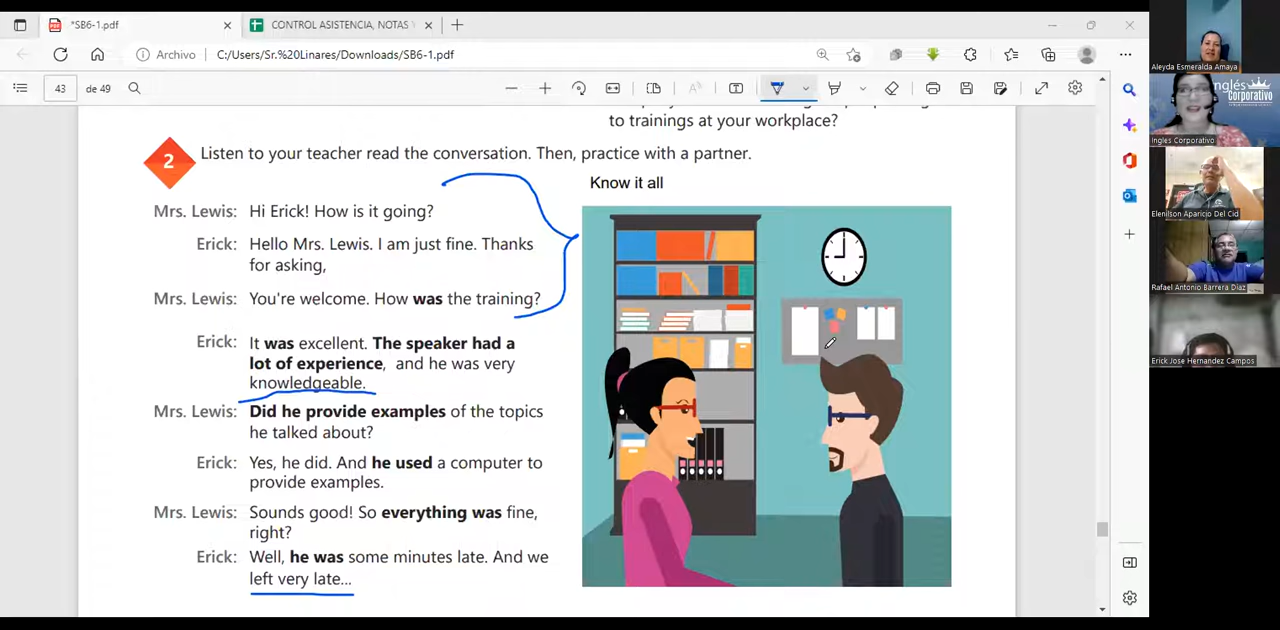 *SB6-1.pdf
CONTROL ASISTENCIA, NOTAS Y
Archivo
C:/Users/Sr.%20Linares/Downloads/SB6-1.pdf
43
de 49
to trainings at your workplace?
2
Listen to your teacher read the conversation. Then, practice with a partner.
Know it all
Mrs. Lewis: Hi Erick! How is it going?
Erick: Hello Mrs. Lewis. I am just fine. Thanks
for asking,
Mrs. Lewis: You're welcome. How was the training?
Erick: It was excellent. The speaker had a
lot of experience, and he was very
knowledgeable.
Mrs. Lewis: Did he provide examples of the topics
he talked about?
Erick: Yes, he did. And he used a computer to
provide examples.
Mrs. Lewis: Sounds good! So everything was fine,
right?
Erick: Well, he was some minutes late. And we
left very late...
Aleyda Esmeralda Amaya
Inglés
Corporativo
Ingles Corporativo
Elenilson Aparicio Del Cid
Rafael Antonio Barrera Diaz
Erick Jose Hernandez Campos